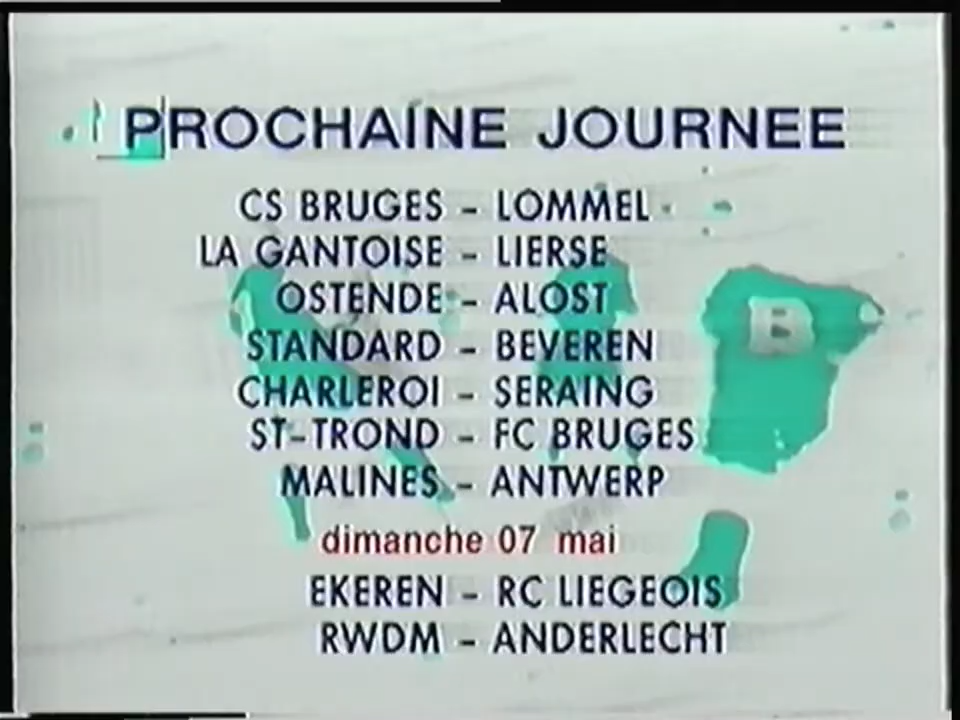 PROCHAINE JOURNEE
CS BRUGES - LOMMEL
LA GANTOISE - LIERSE
OSTENDE - ALOST
STANDARD - BEVEREN
CHARLEROI - SERAING
ST-TROND - FC BRUGES
MALINES - ANTWERP
dimanche 07 mai
EKEREN - RC LIEGEOIS
RWDM - ANDERLECHT